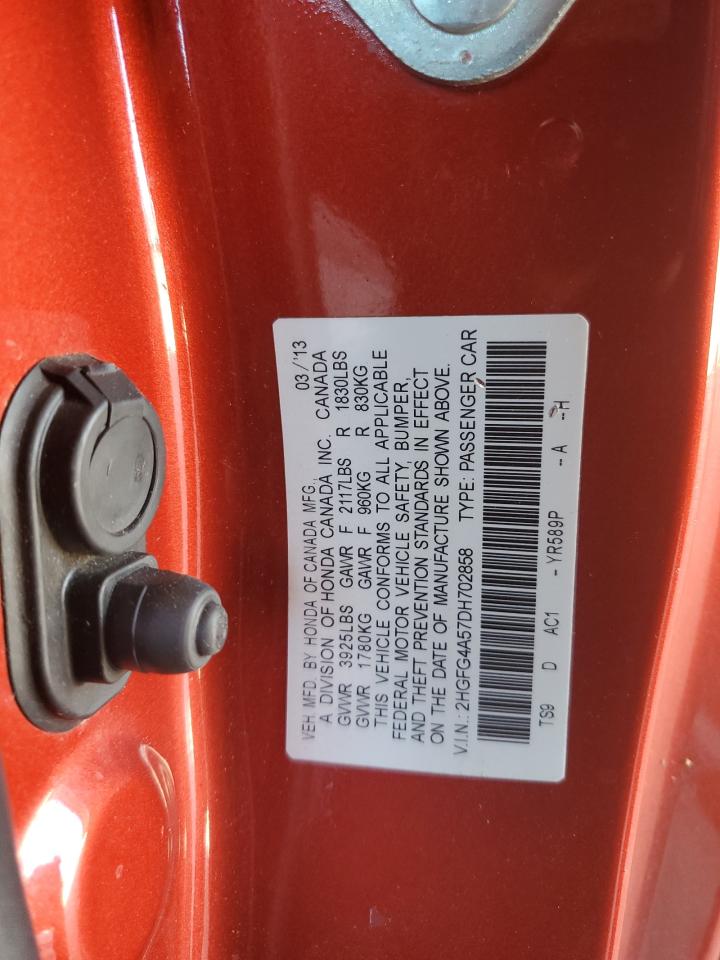 VEH. MFD. BY HONDA OF CANADA MFG., 03/'13
A DIVISION OF HONDA CANADA INC. CANADA
GVWR 3925LBS GAWR F 2117LBS R 1830LBS
GVWR 1780KG GAWR F 960KG R 830KG
THIS VEHICLE CONFORMS TO ALL APPLICABLE
FEDERAL MOTOR VEHICLE SAFETY, BUMPER,
AND THEFT PREVENTION STANDARDS IN EFFECT
ON THE DATE OF MANUFACTURE SHOWN ABOVE.
V.I.N.: 2HGFG4A57DH702858 TYPE: PASSENGER CAR
TS9 D AC1 - YR589P -- A --H